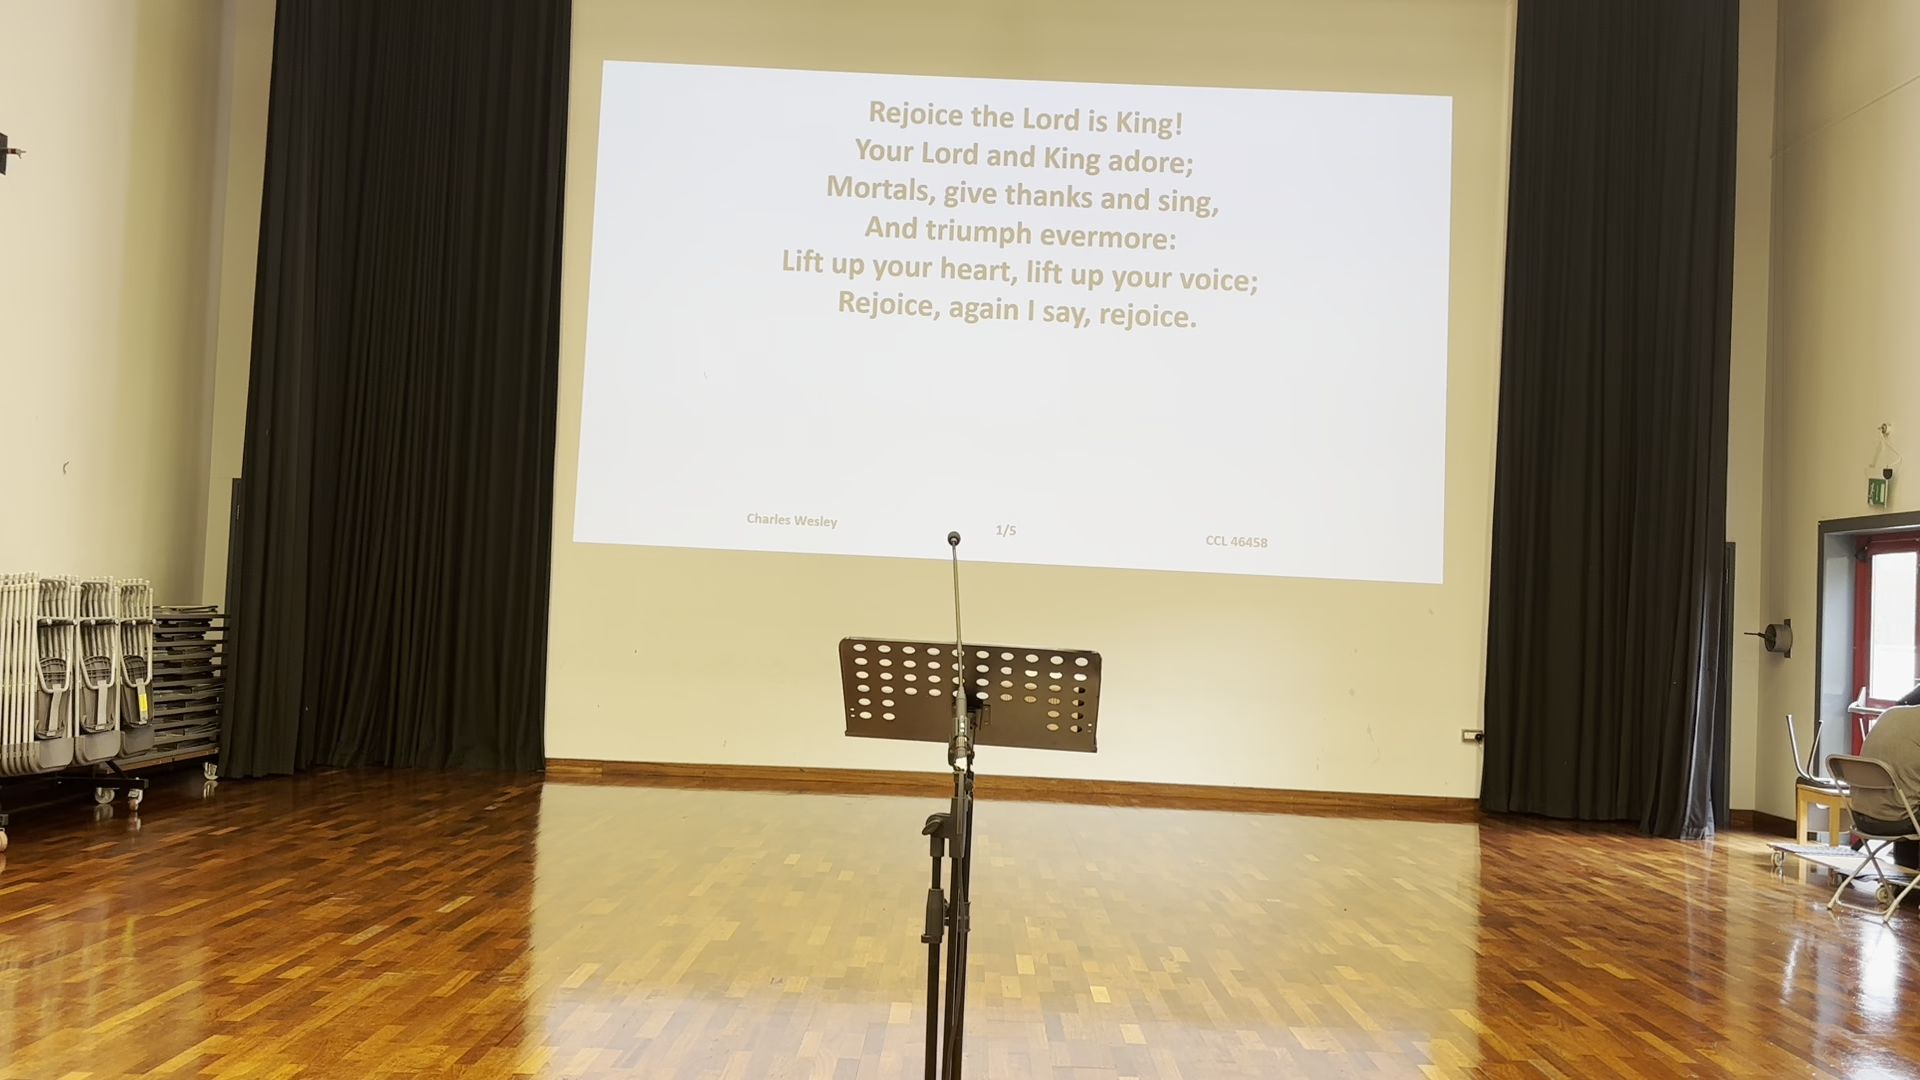 Rejoice the Lord is King!
Your Lord and King adore;
Mortals, give thanks and sing,
And triumph evermore:
Lift up your heart, lift up your voice;
Rejoice, again I say, rejoice.
Charles Wesley
1/5
CCL 46458